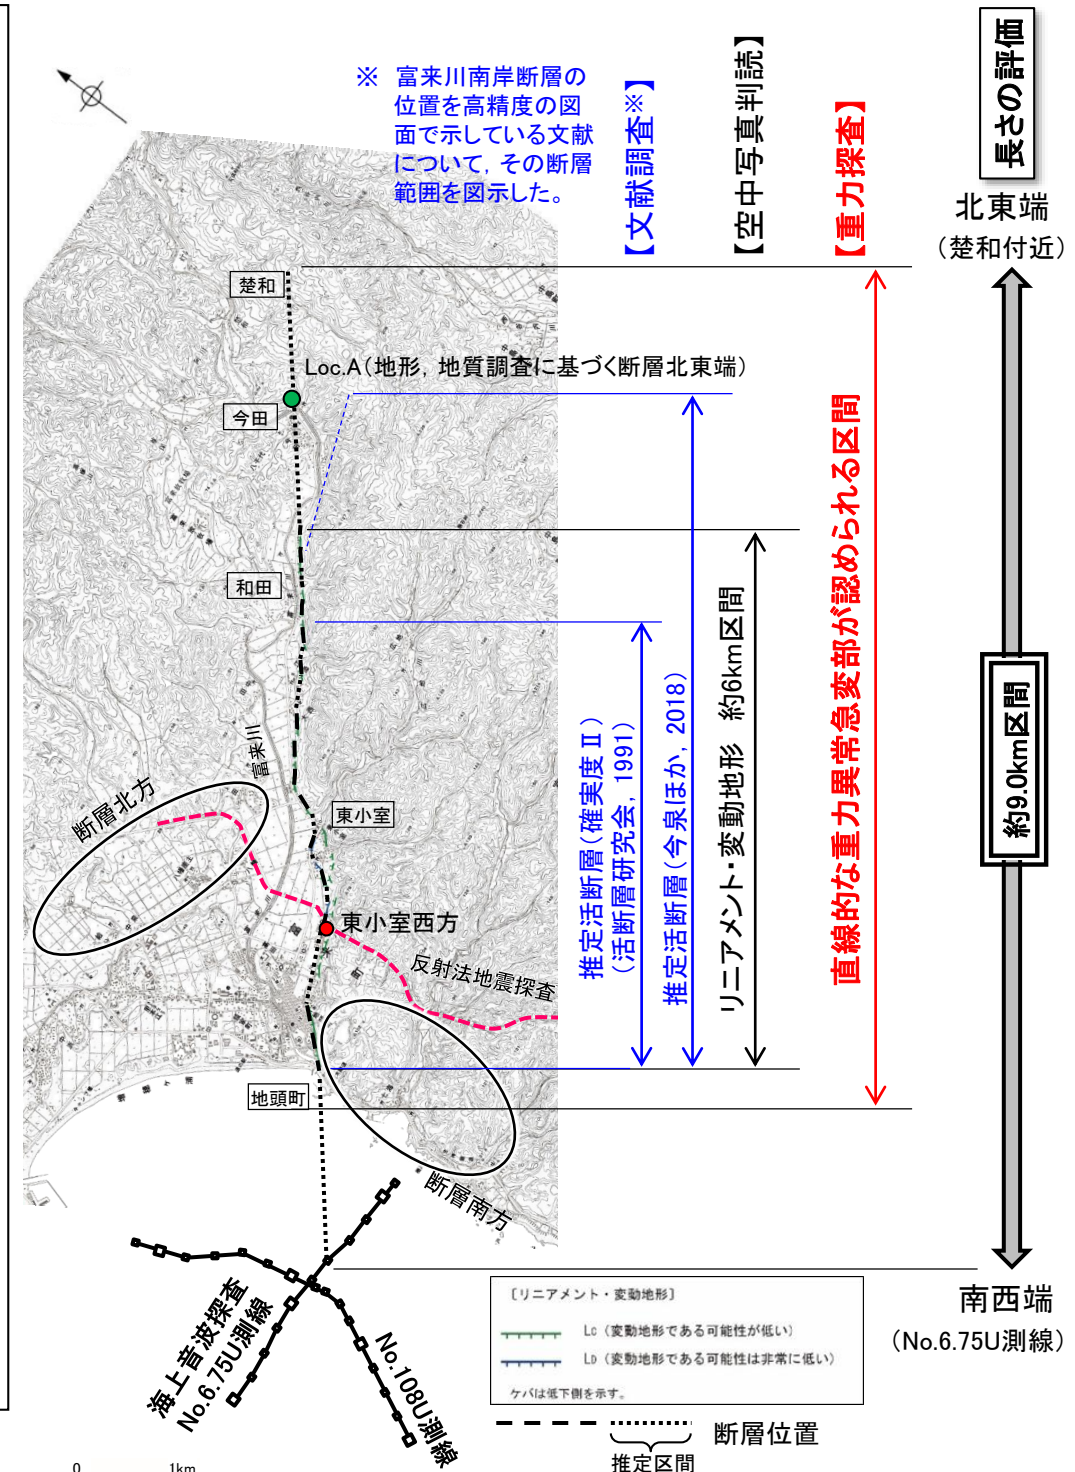 ※ 富来川南岸断層の
位置を高精度の図
面で示している文献
について，その断層
範囲を図示した。
【文献調査※】
【空中写真判読】
【重力探査】
長さの評価
北東端
（楚和付近）
楚和
Loc.A（地形，地質調査に基づく断層北東端）
今田
和田
富来川
東小室
断層北方
東小室西方
反射法地震探査
地頭町
断層南方
推定活断層（確実度Ⅱ）
（活断層研究会，1991）
推定活断層（今泉ほか，2018）
リニアメント・変動地形　約6km区間
直線的な重力異常急変部が認められる区間
約9.0km区間
南西端
（No.6.75U測線）
海上音波探査
No.6.75U測線
No.108U測線
〔リニアメント・変動地形〕
LC（変動地形である可能性が低い）
LD（変動地形である可能性は非常に低い）
ケバは低下側を示す。
断層位置
推定区間
0 1km